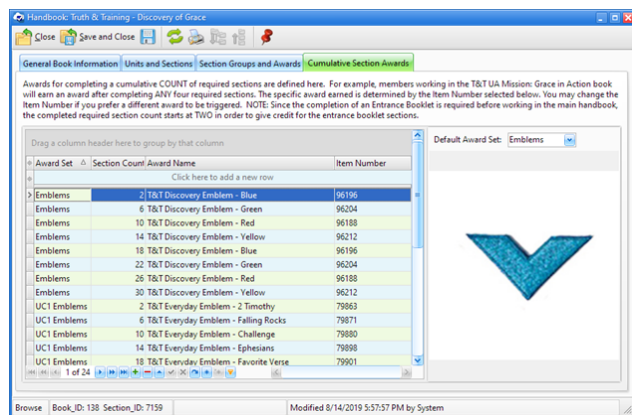 Handbook: Truth & Training - Discovery of Grace
Close Save and Close
General Book Information Units and Sections Section Groups and Awards Cumulative Section Awards
Awards for completing a cumulative COUNT of required sections are defined here. For example, members working in the T&T UA Mission: Grace in Action book
will earn an award after completing ANY four required sections. The specific award earned is determined by the Item Number selected below. You may change the
Item Number if you prefer a different award to be triggered. NOTE: Since the completion of an Entrance Booklet is required before working in the main handbook,
the completed required section count starts at TWO in order to give credit for the entrance booklet sections.
Drag a column header here to group by that column
Default Award Set: Emblems
Award Set Section Count Award Name Item Number
Click here to add a new row
Emblems 2 T&T Discovery Emblem - Blue 96196
Emblems 6 T&T Discovery Emblem - Green 96204
Emblems 10 T&T Discovery Emblem - Red 96188
Emblems 14 T&T Discovery Emblem - Yellow 96212
Emblems 18 T&T Discovery Emblem - Blue 96196
Emblems 22 T&T Discovery Emblem - Green 96204
Emblems 26 T&T Discovery Emblem - Red 96188
Emblems 30 T&T Discovery Emblem - Yellow 96212
UC1 Emblems 2 T&T Everyday Emblem - 2 Timothy 79863
UC1 Emblems 6 T&T Everyday Emblem - Falling Rocks 79871
UC1 Emblems 10 T&T Everyday Emblem - Challenge 79880
UC1 Emblems 14 T&T Everyday Emblem - Ephesians 79898
UC1 Emblems 18 T&T Everyday Emblem - Favorite Verse 79901
1 of 24
Browse Book_ID: 138 Section_ID: 7159 Modified 8/14/2019 5:57:57 PM by System